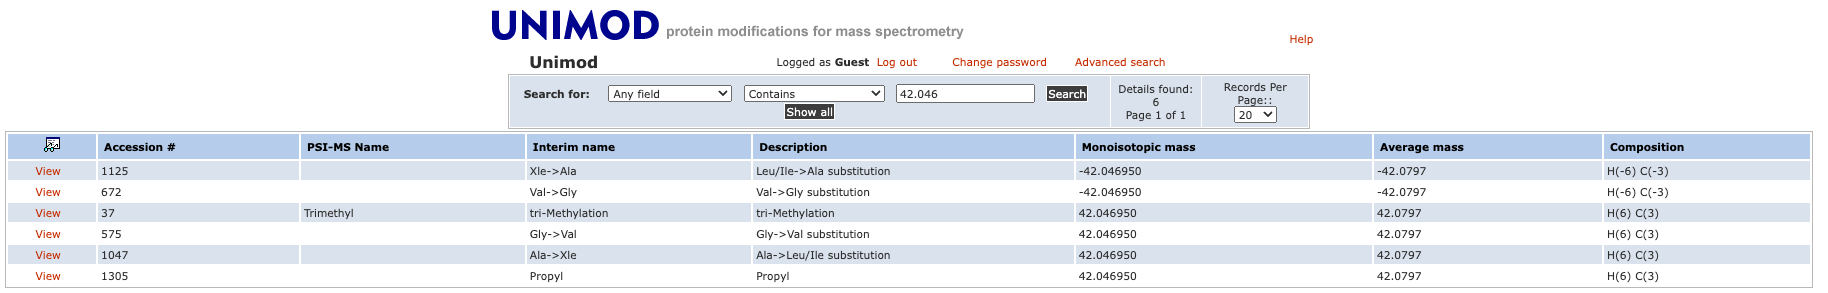 UNIMOD protein modifications for mass spectrometry
Help
Unimod Logged as Guest Log out Change password Advanced search
Search for: Any field Contains 42.046 Search Show all
Details found: 6 Page 1 of 1
Records Per Page:: 20
Accession # PSI-MS Name Interim name Description Monoisotopic mass Average mass Composition
View 1125 Xle->Ala Leu/Ile->Ala substitution -42.046950 -42.0797 H(-6) C(-3)
View 672 Val->Gly Val->Gly substitution -42.046950 -42.0797 H(-6) C(-3)
View 37 Trimethyl tri-Methylation tri-Methylation 42.046950 42.0797 H(6) C(3)
View 575 Gly->Val Gly->Val substitution 42.046950 42.0797 H(6) C(3)
View 1047 Ala->Xle Ala->Leu/Ile substitution 42.046950 42.0797 H(6) C(3)
View 1305 Propyl Propyl 42.046950 42.0797 H(6) C(3)